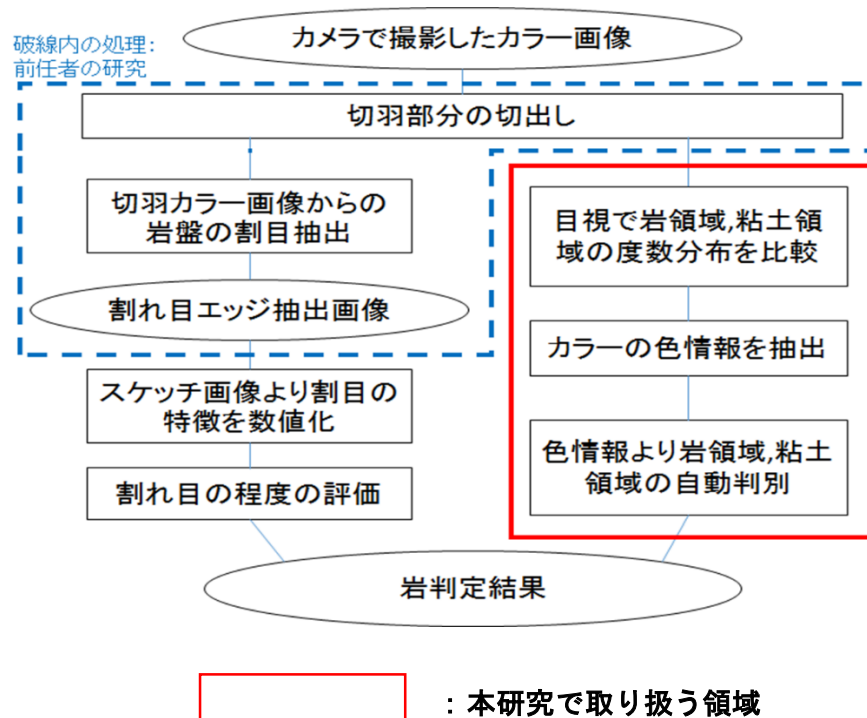 カメラで撮影したカラー画像
破線内の処理:
前任者の研究
切羽部分の切出し
切羽カラー画像からの
岩盤の割目抽出
割れ目エッジ抽出画像
スケッチ画像より割目の
特徴を数値化
割れ目の程度の評価
目視で岩領域,粘土領
域の度数分布を比較
カラーの色情報を抽出
色情報より岩領域,粘土
領域の自動判別
岩判定結果
：本研究で取り扱う領域